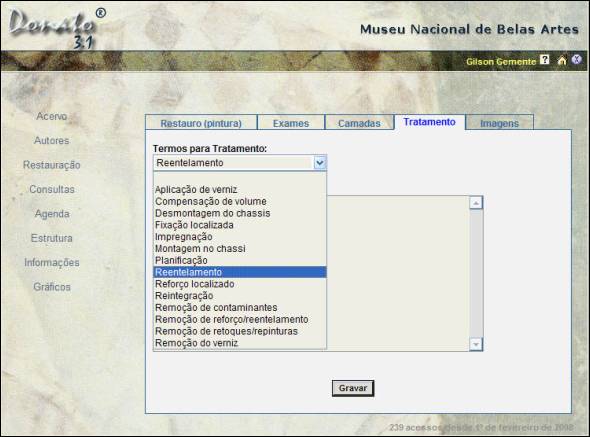 Donato ®
3.1
Museu Nacional de Belas Artes
Gilson Gemente ? X
Acervo
Autores
Restauração
Consultas
Agenda
Estrutura
Informações
Gráficos
Restauro (pintura) Exames Camadas Tratamento Imagens
Termos para Tratamento:
Reentelamento
Aplicação de verniz
Compensação de volume
Desmontagem do chassis
Fixação localizada
Impregnação
Montagem no chassi
Planificação
Reentelamento
Reforço localizado
Reintegração
Remoção de contaminantes
Remoção de reforço/reentelamento
Remoção de retoques/repinturas
Remoção do verniz
Gravar
239 acessos desde 1º de fevereiro de 2008